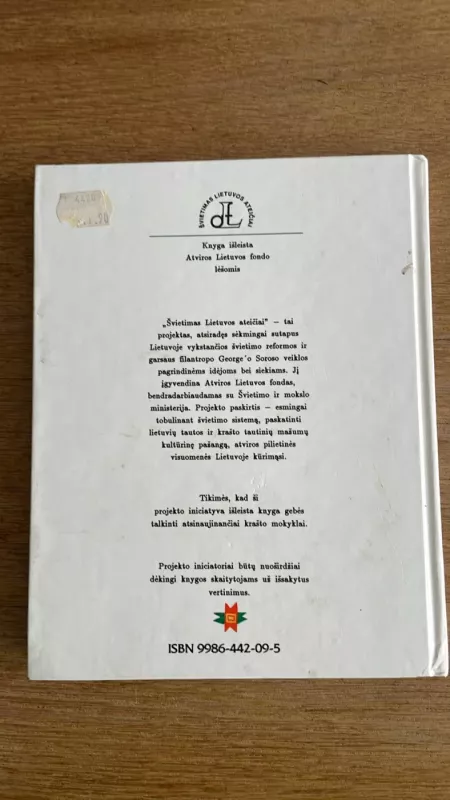 ŠVIETIMAS LIETUVOS ATEIČIAI
Knyga išleista
Atviros Lietuvos fondo
lėšomis
„Švietimas Lietuvos ateičiai" – tai
projektas, atsiradęs sėkmingai sutapus
Lietuvoje vykstančios švietimo reformos ir
garsaus filantropo George'o Soroso veiklos
pagrindinėms idėjoms bei siekiams. Jį
įgyvendina Atviros Lietuvos fondas,
bendradarbiaudamas su Švietimo ir mokslo
ministerija. Projekto paskirtis – esmingai
tobulinant švietimo sistemą, paskatinti
lietuvių tautos ir krašto tautinių mažumų
kultūrinę pažangą, atviros pilietinės
visuomenės Lietuvoje kūrimąsi.
Tikimės, kad ši
projekto iniciatyva išleista knyga gebės
talkinti atsinaujinančiai krašto mokyklai.
Projekto iniciatoriai būtų nuoširdžiai
dėkingi knygos skaitytojams už išsakytus
vertinimus.
ISBN 9986-442-09-5